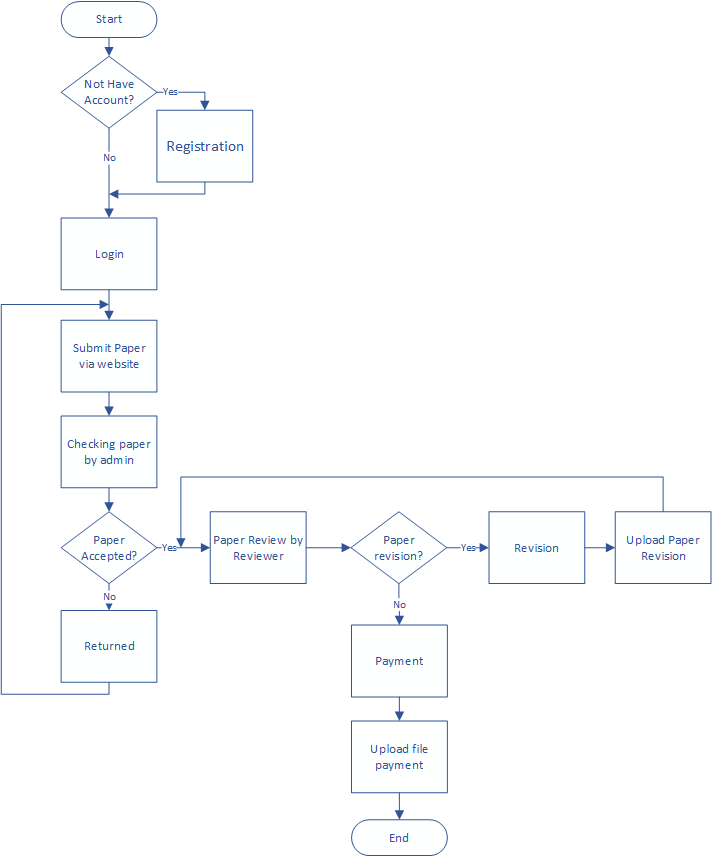 Start
Not Have
Account?
Yes
Registration
No
Login
Submit Paper
via website
Checking paper
by admin
Paper
Accepted?
Yes
Paper Review by
Reviewer
Paper
revision?
Yes
Revision
Upload Paper
Revision
No
Returned
No
Payment
Upload file
payment
End